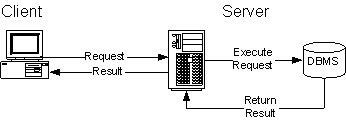 Client
Server
Request
Result
Execute
Request
DBMS
Return
Result